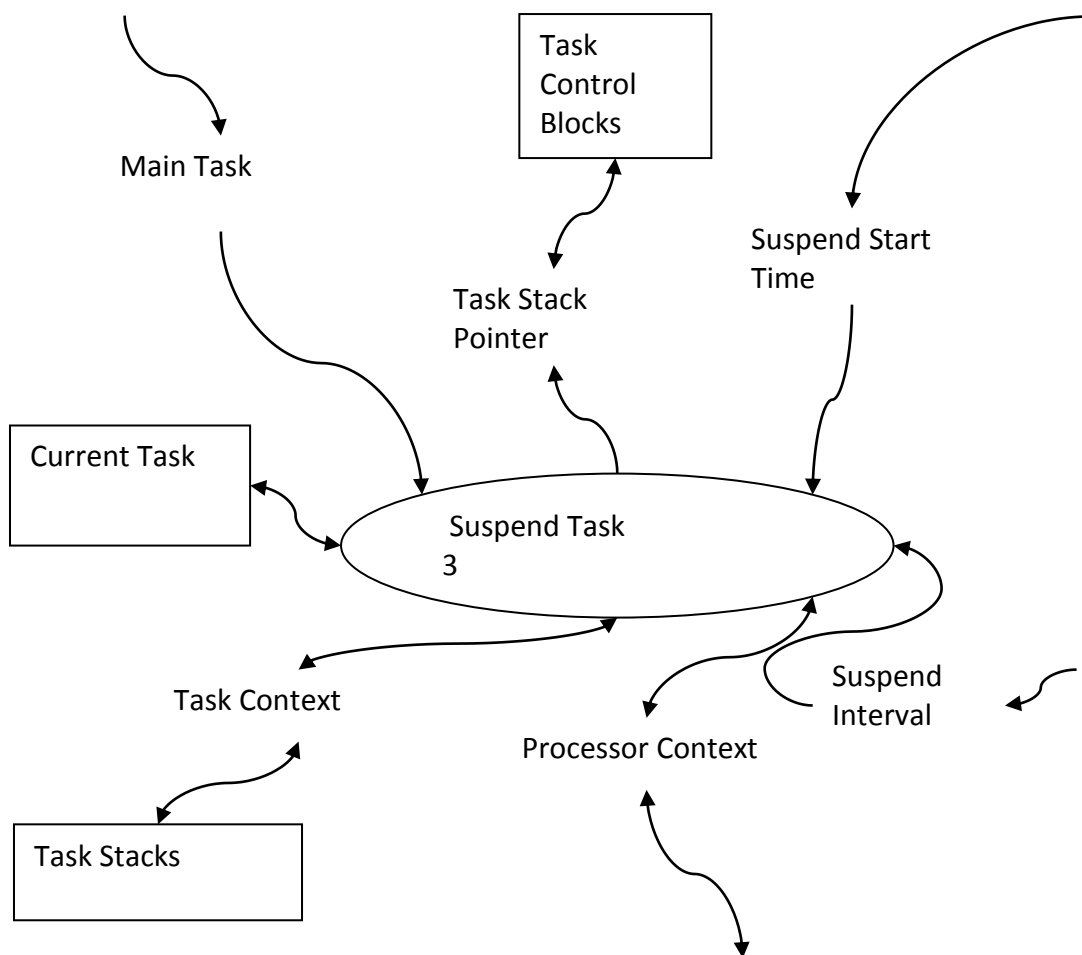 Task
Control
Blocks
Main Task
Suspend Start
Time
Task Stack
Pointer
Current Task
Suspend Task
3
Task Context
Suspend
Interval
Processor Context
Task Stacks